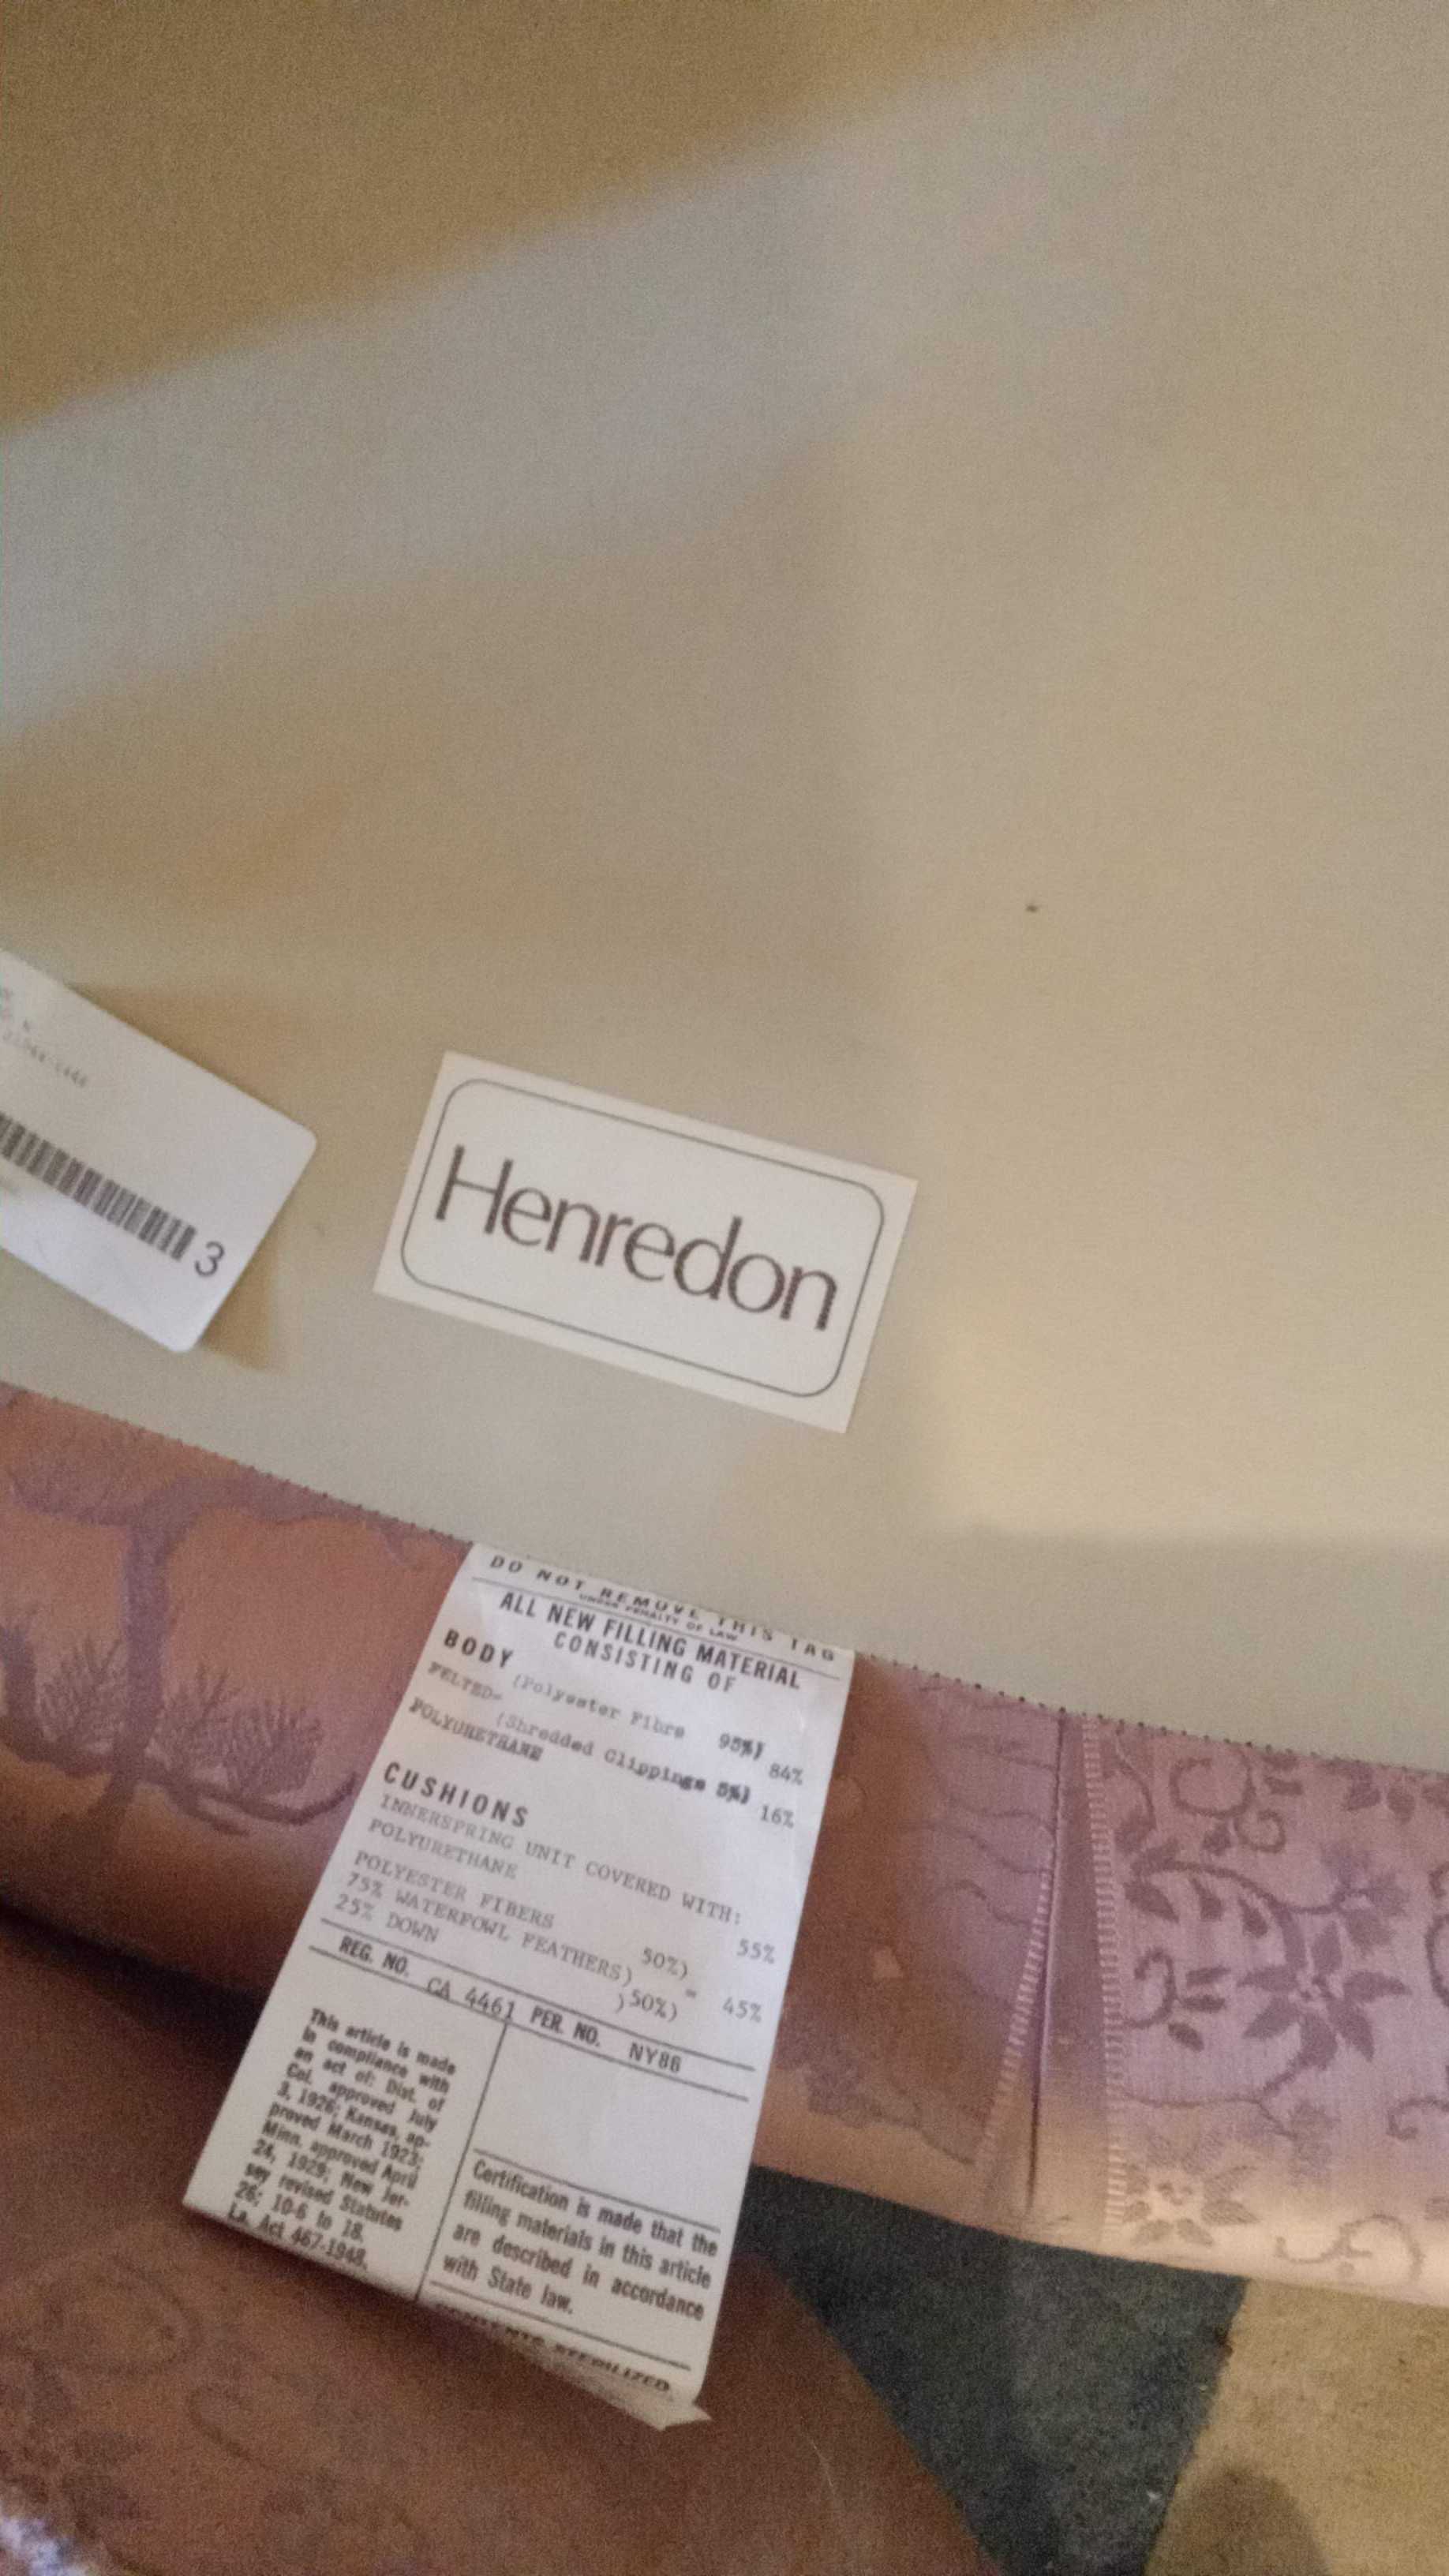 3
Henredon
DO NOT REMOVE THIS TAG
UNDER PENALTY OF LAW
ALL NEW FILLING MATERIAL
CONSISTING OF
BODY
(Polyester Fibre 95%)
FELTED= 84%
(Shredded Clippings 5%)
POLYURETHANE 16%
CUSHIONS
INNERSPRING UNIT COVERED WITH:
POLYURETHANE 55%
POLYESTER FIBERS 50%)
75% WATERFOWL FEATHERS) = 45%
25% DOWN )50%)
REG. NO. CA 4461 PER. NO. NY86
This article is made
in compliance with
an act of: Dist. of
Col. approved July
3, 1926; Kansas, ap-
proved March 1923;
Minn. approved April
24, 1929; New Jer-
sey revised Statutes
26; 10-6 to 18.
La. Act 467-1948.
Certification is made that the
filling materials in this article
are described in accordance
with State law.
STERILIZED